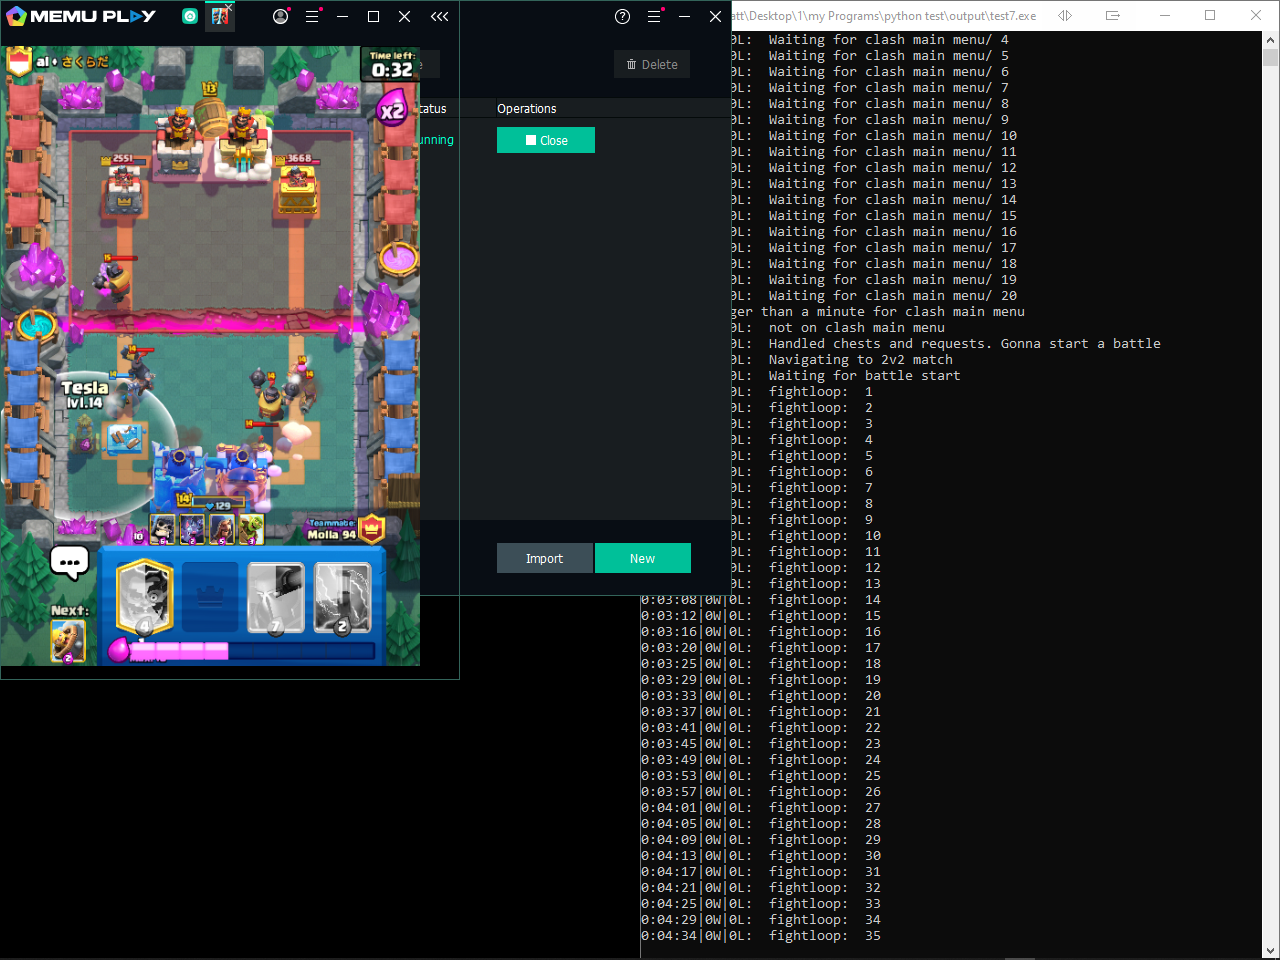 MEMU PLAY
al ♦ さくらだ
Time left:
0:32
x2
13
2551
3668
15
14
14
14
14
Tesla
lvl.14
14
14
129
10
6
2
5
3
Teammate:
Molla 94
...
Next:
2
4
7
2
Delete
tatus
Operations
unning
Close
Import
New
att\Desktop\1\my Programs\python test\output\test7.exe
0L: Waiting for clash main menu/ 4
0L: Waiting for clash main menu/ 5
0L: Waiting for clash main menu/ 6
0L: Waiting for clash main menu/ 7
0L: Waiting for clash main menu/ 8
0L: Waiting for clash main menu/ 9
0L: Waiting for clash main menu/ 10
0L: Waiting for clash main menu/ 11
0L: Waiting for clash main menu/ 12
0L: Waiting for clash main menu/ 13
0L: Waiting for clash main menu/ 14
0L: Waiting for clash main menu/ 15
0L: Waiting for clash main menu/ 16
0L: Waiting for clash main menu/ 17
0L: Waiting for clash main menu/ 18
0L: Waiting for clash main menu/ 19
0L: Waiting for clash main menu/ 20
ger than a minute for clash main menu
0L: not on clash main menu
0L: Handled chests and requests. Gonna start a battle
0L: Navigating to 2v2 match
0L: Waiting for battle start
0L: fightloop: 1
0L: fightloop: 2
0L: fightloop: 3
0L: fightloop: 4
0L: fightloop: 5
0L: fightloop: 6
0L: fightloop: 7
0L: fightloop: 8
0L: fightloop: 9
0L: fightloop: 10
0L: fightloop: 11
0L: fightloop: 12
0L: fightloop: 13
0:03:08|0W|0L: fightloop: 14
0:03:12|0W|0L: fightloop: 15
0:03:16|0W|0L: fightloop: 16
0:03:20|0W|0L: fightloop: 17
0:03:25|0W|0L: fightloop: 18
0:03:29|0W|0L: fightloop: 19
0:03:33|0W|0L: fightloop: 20
0:03:37|0W|0L: fightloop: 21
0:03:41|0W|0L: fightloop: 22
0:03:45|0W|0L: fightloop: 23
0:03:49|0W|0L: fightloop: 24
0:03:53|0W|0L: fightloop: 25
0:03:57|0W|0L: fightloop: 26
0:04:01|0W|0L: fightloop: 27
0:04:05|0W|0L: fightloop: 28
0:04:09|0W|0L: fightloop: 29
0:04:13|0W|0L: fightloop: 30
0:04:17|0W|0L: fightloop: 31
0:04:21|0W|0L: fightloop: 32
0:04:25|0W|0L: fightloop: 33
0:04:29|0W|0L: fightloop: 34
0:04:34|0W|0L: fightloop: 35